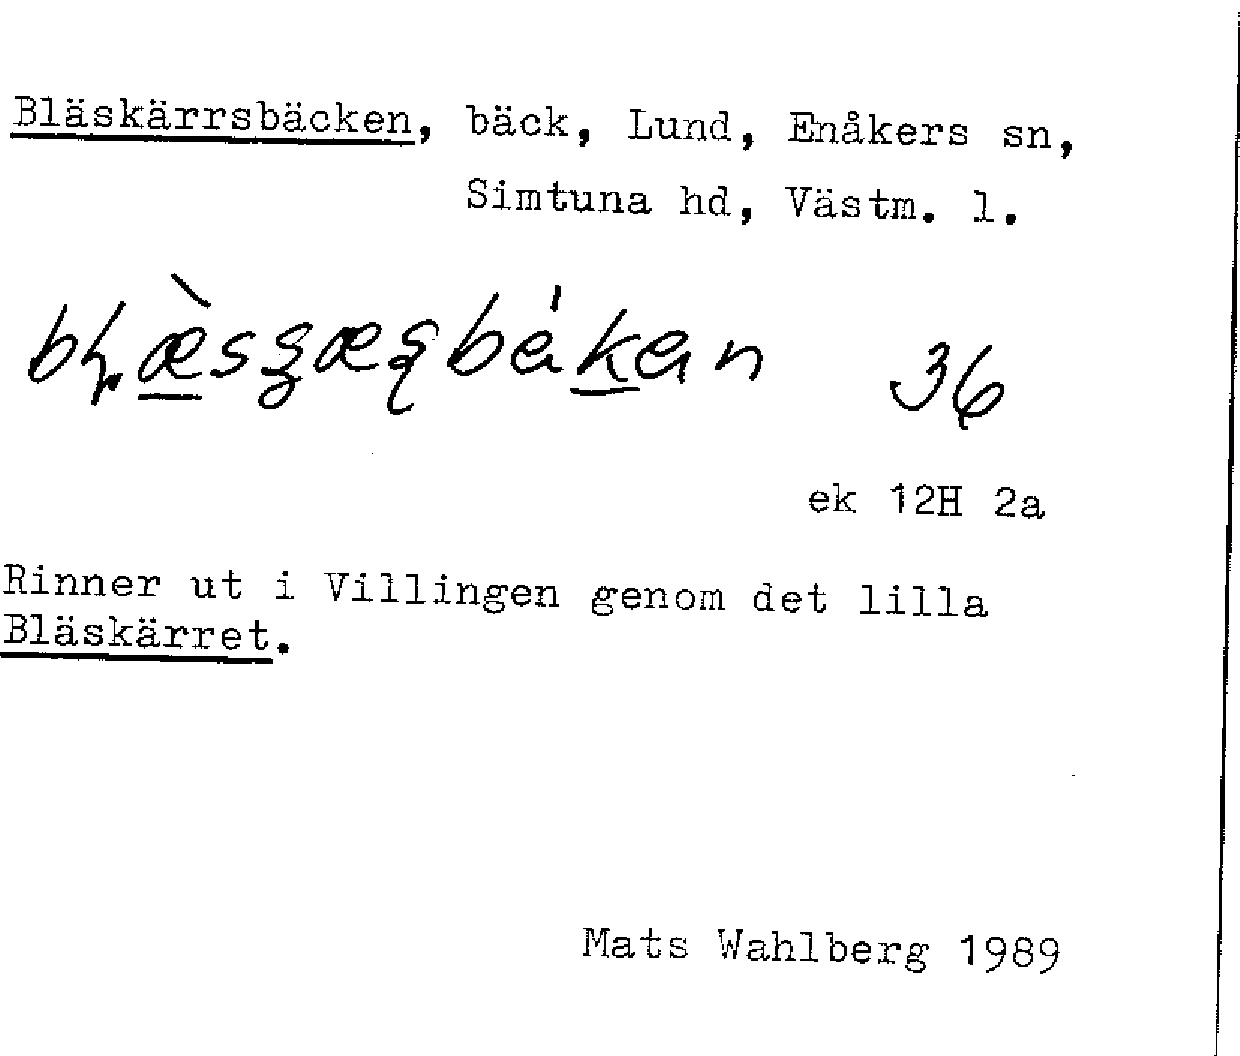 Bläskärrsbäcken, bäck, Lund, Enåkers sn,
Simtuna hd, Västm. l.
36
ek 12H 2a
Rinner ut i Villingen genom det lilla
Bläskärret.
Mats Wahlberg 1989